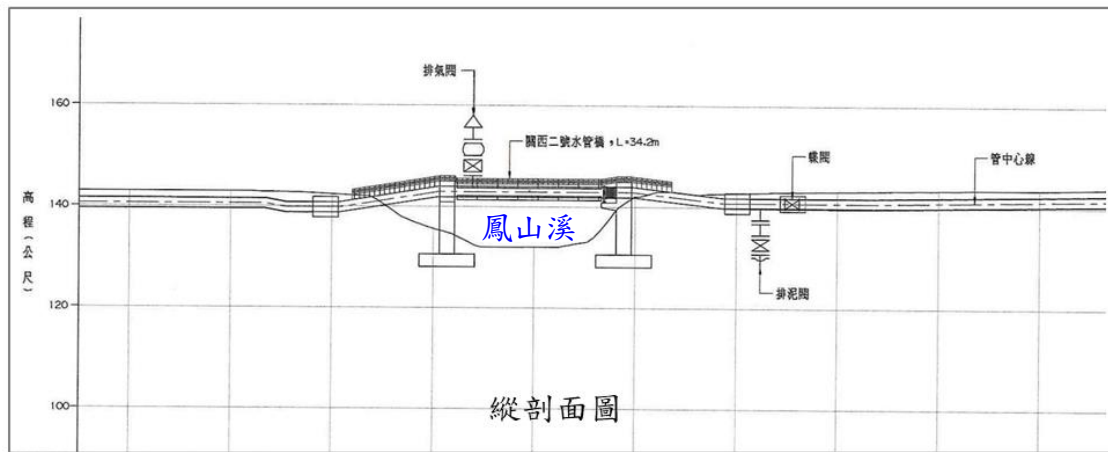 160
140
120
100
高程(公尺)
排氣閥
關西二號水管橋,L=34.2m
蝶閥
管中心線
鳳山溪
排泥閥
縱剖面圖